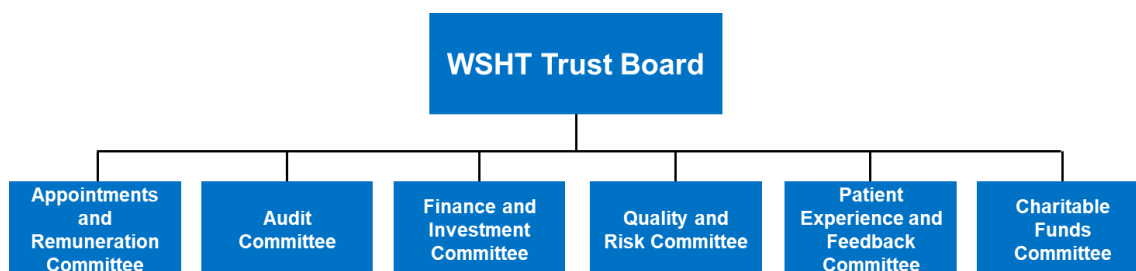 WSHT Trust Board
Appointments
and
Remuneration
Committee
Audit
Committee
Finance and
Investment
Committee
Quality and
Risk Committee
Patient
Experience and
Feedback
Committee
Charitable
Funds
Committee